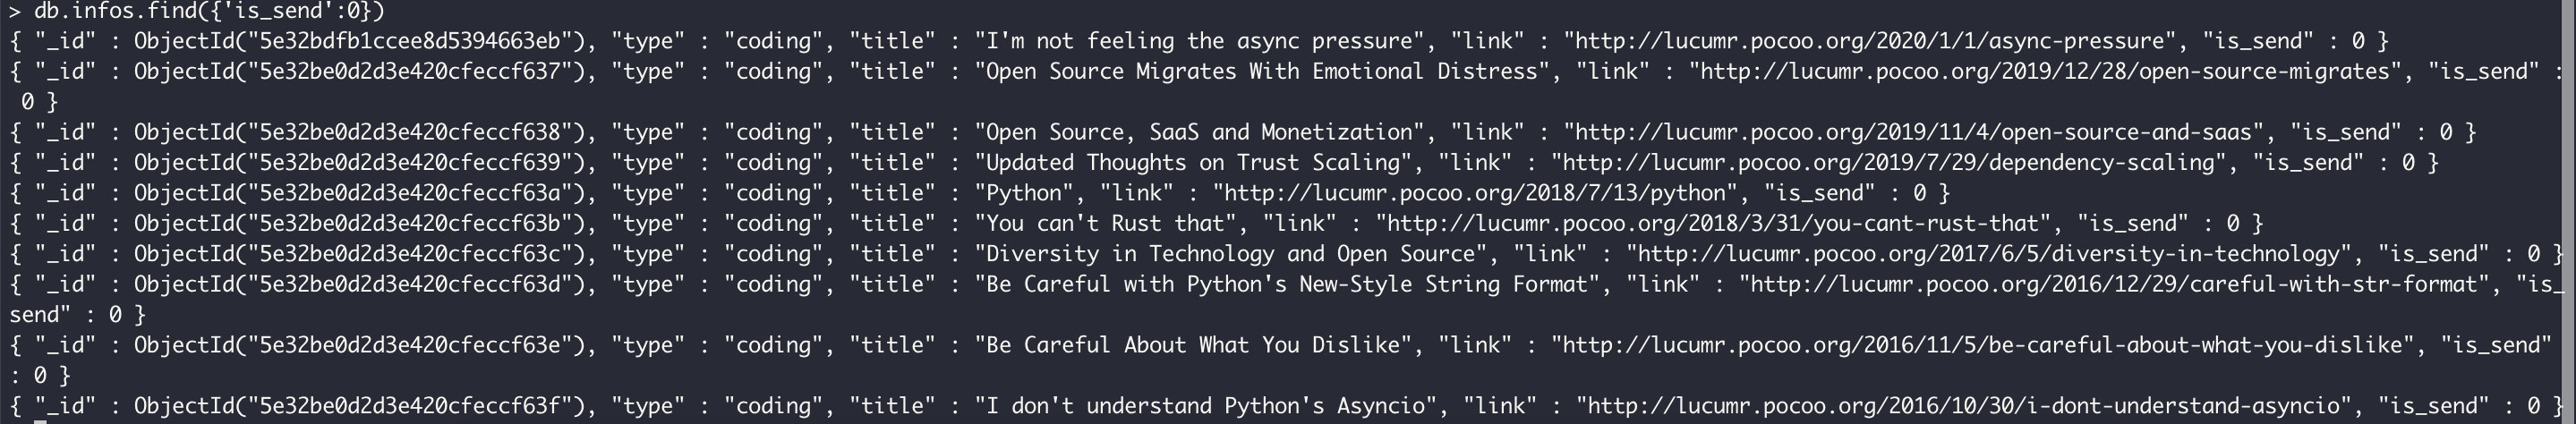 > db.infos.find({'is_send':0})
{ "_id" : ObjectId("5e32bdfb1ccee8d5394663eb"), "type" : "coding", "title" : "I'm not feeling the async pressure", "link" : "http://lucumr.pocoo.org/2020/1/1/async-pressure", "is_send" : 0 }
{ "_id" : ObjectId("5e32be0d2d3e420cfeccf637"), "type" : "coding", "title" : "Open Source Migrates With Emotional Distress", "link" : "http://lucumr.pocoo.org/2019/12/28/open-source-migrates", "is_send" :
 0 }
{ "_id" : ObjectId("5e32be0d2d3e420cfeccf638"), "type" : "coding", "title" : "Open Source, SaaS and Monetization", "link" : "http://lucumr.pocoo.org/2019/11/4/open-source-and-saas", "is_send" : 0 }
{ "_id" : ObjectId("5e32be0d2d3e420cfeccf639"), "type" : "coding", "title" : "Updated Thoughts on Trust Scaling", "link" : "http://lucumr.pocoo.org/2019/7/29/dependency-scaling", "is_send" : 0 }
{ "_id" : ObjectId("5e32be0d2d3e420cfeccf63a"), "type" : "coding", "title" : "Python", "link" : "http://lucumr.pocoo.org/2018/7/13/python", "is_send" : 0 }
{ "_id" : ObjectId("5e32be0d2d3e420cfeccf63b"), "type" : "coding", "title" : "You can't Rust that", "link" : "http://lucumr.pocoo.org/2018/3/31/you-cant-rust-that", "is_send" : 0 }
{ "_id" : ObjectId("5e32be0d2d3e420cfeccf63c"), "type" : "coding", "title" : "Diversity in Technology and Open Source", "link" : "http://lucumr.pocoo.org/2017/6/5/diversity-in-technology", "is_send" : 0 }
{ "_id" : ObjectId("5e32be0d2d3e420cfeccf63d"), "type" : "coding", "title" : "Be Careful with Python's New-Style String Format", "link" : "http://lucumr.pocoo.org/2016/12/29/careful-with-str-format", "is_
send" : 0 }
{ "_id" : ObjectId("5e32be0d2d3e420cfeccf63e"), "type" : "coding", "title" : "Be Careful About What You Dislike", "link" : "http://lucumr.pocoo.org/2016/11/5/be-careful-about-what-you-dislike", "is_send"
: 0 }
{ "_id" : ObjectId("5e32be0d2d3e420cfeccf63f"), "type" : "coding", "title" : "I don't understand Python's Asyncio", "link" : "http://lucumr.pocoo.org/2016/10/30/i-dont-understand-asyncio", "is_send" : 0 }